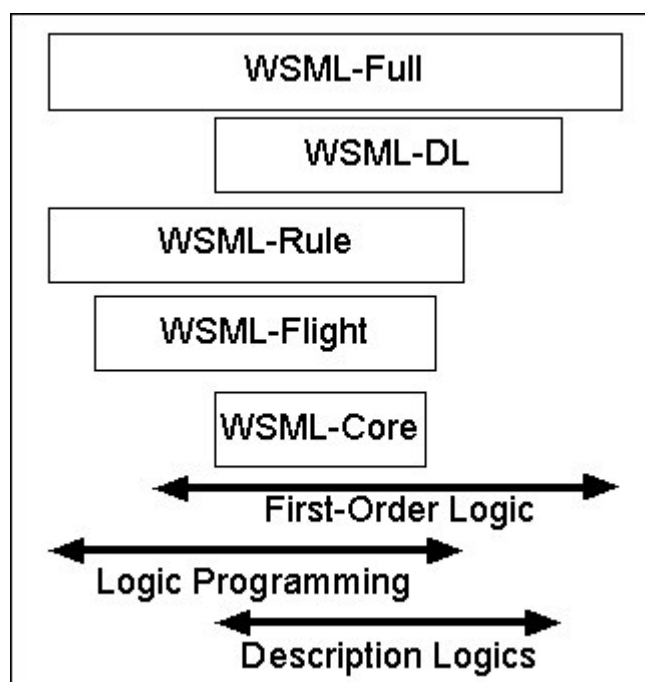 WSML-Full
WSML-DL
WSML-Rule
WSML-Flight
WSML-Core
First-Order Logic
Logic Programming
Description Logics